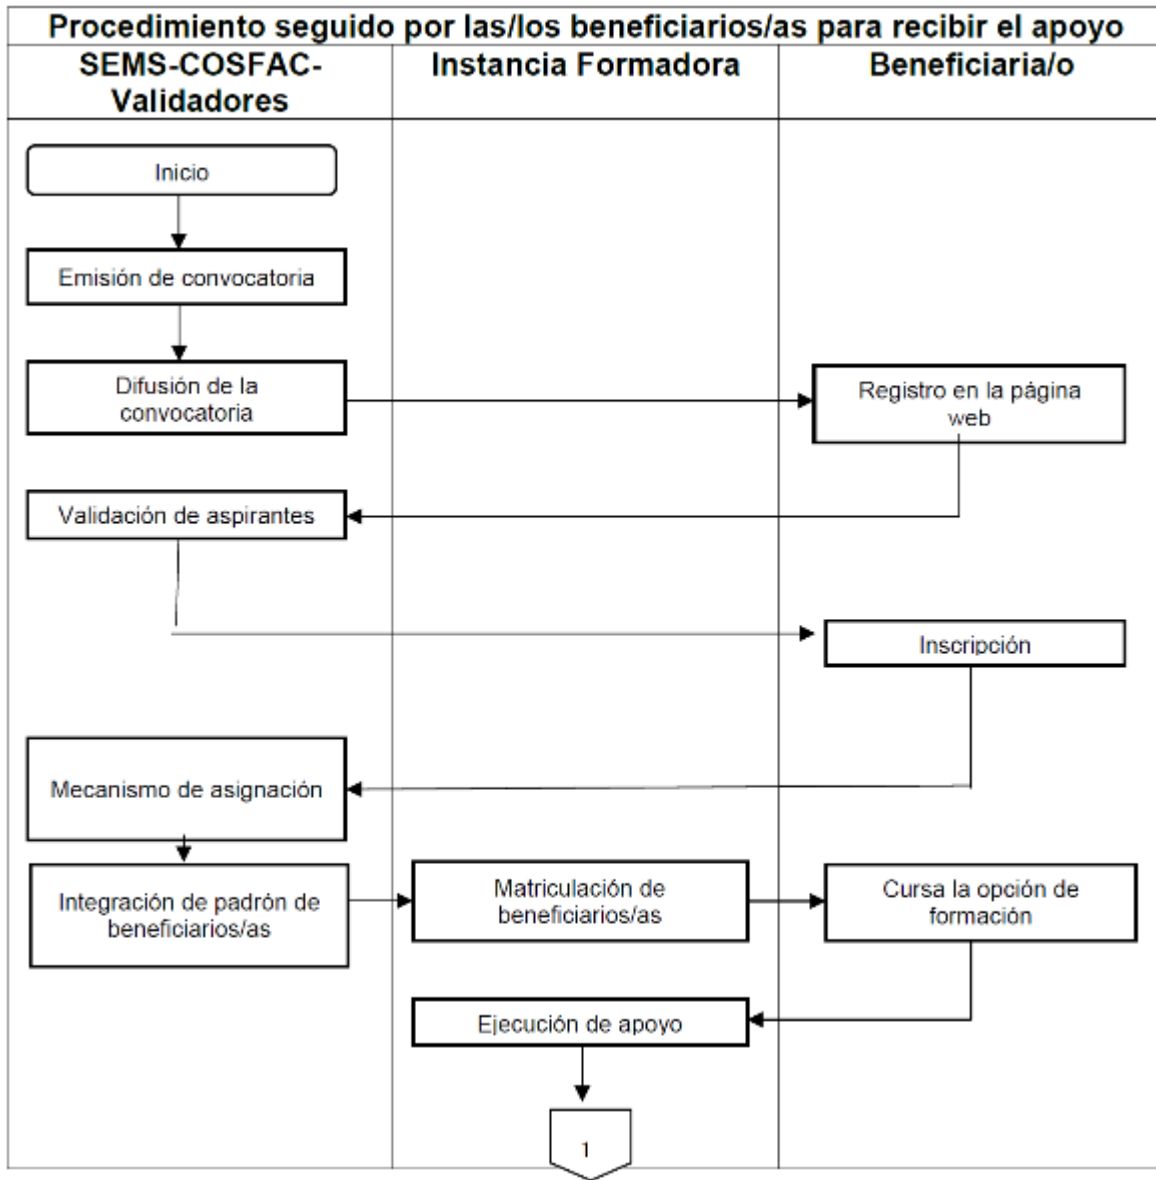 Procedimiento seguido por las/los beneficiarios/as para recibir el apoyo
SEMS-COSFAC-
Validadores
Instancia Formadora
Beneficiaria/o
Inicio
Emisión de convocatoria
Difusión de la
convocatoria
Registro en la página
web
Validación de aspirantes
Inscripción
Mecanismo de asignación
Integración de padrón de
beneficiarios/as
Matriculación de
beneficiarios/as
Cursa la opción de
formación
Ejecución de apoyo
1